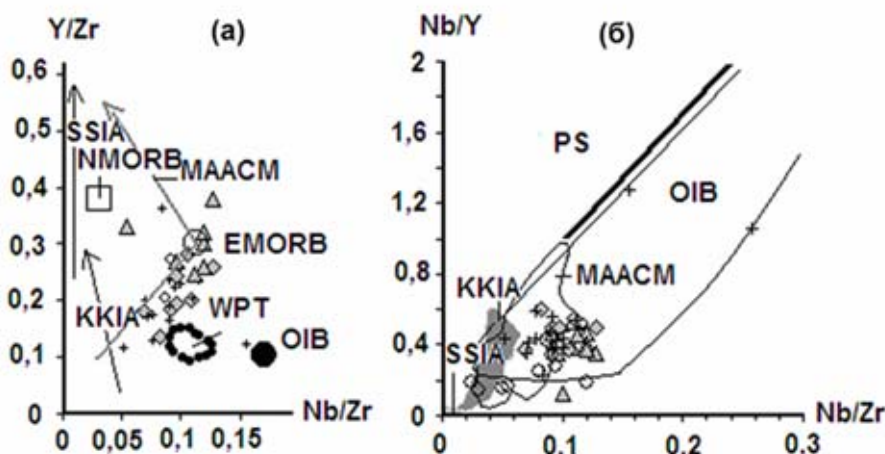 Y/Zr
(а)
0,6
0,5
0,4
0,3
0,2
0,1
0
SSIA
NMORB
MAACM
EMORB
KKIA
WPT
OIB
0
0,05
0,1
0,15
Nb/Zr
Nb/Y
(б)
2
1,6
1,2
0,8
0,4
0
PS
OIB
MAACM
KKIA
SSIA
0
0.1
0,2
0,3
Nb/Zr